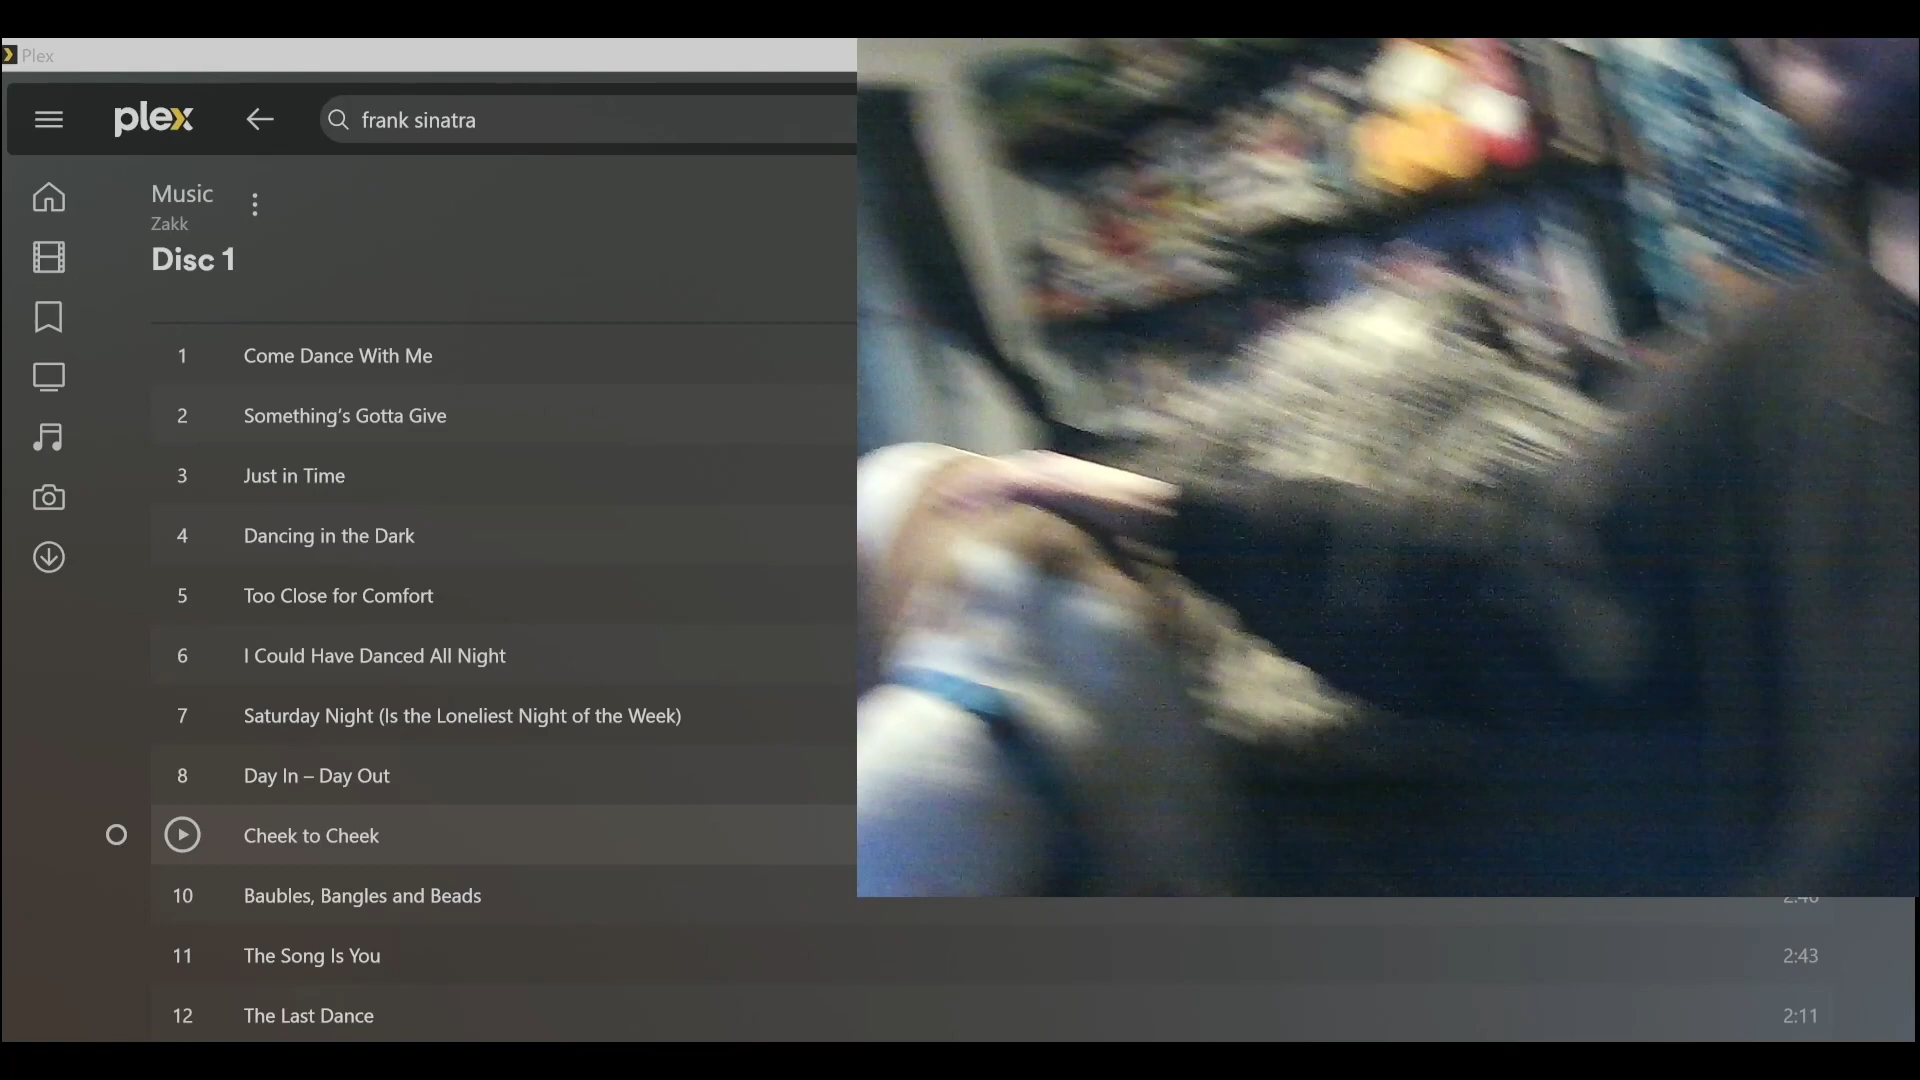 Plex
plex
frank sinatra
Music
Zakk
Disc 1
1 Come Dance With Me
2 Something's Gotta Give
3 Just in Time
4 Dancing in the Dark
5 Too Close for Comfort
6 I Could Have Danced All Night
7 Saturday Night (Is the Loneliest Night of the Week)
8 Day In – Day Out
Cheek to Cheek
10 Baubles, Bangles and Beads
11 The Song Is You 2:43
12 The Last Dance 2:11